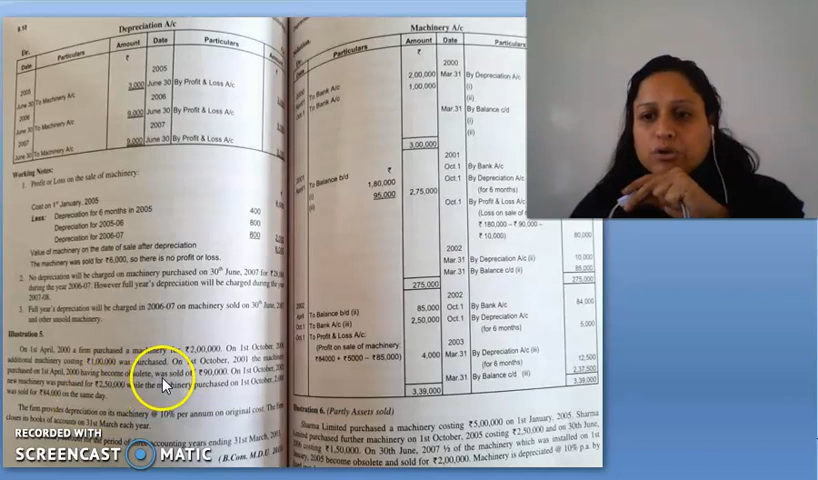 8.10
Depreciation A/c
Dr.
Date Particulars Amount Date Particulars
₹
2005 2005
June 30 To Machinery A/c 3,000 June 30 By Profit & Loss A/c
2006 2006
June 30 To Machinery A/c 9,000 June 30 By Profit & Loss A/c
2007 2007
June 30 To Machinery A/c 9,000 June 30 By Profit & Loss A/c
Working Notes:
1. Profit or Loss on the sale of machinery:
Cost on 1st January, 2005
Less: Depreciation for 6 months in 2005 400
Depreciation for 2005-06 800
Depreciation for 2006-07 800
Value of machinery on the date of sale after depreciation
The machinery was sold for ₹6,000, so there is no profit or loss.
2. No depreciation will be charged on machinery purchased on 30th June, 2007 for
during the year 2006-07. However full year's depreciation will be charged during the
2007-08.
3. Full year's depreciation will be charged in 2006-07 on machinery sold on 30th June,
and other unsold machinery.
Illustration 5.
On 1st April, 2000 a firm purchased a machinery for ₹2,00,000. On 1st October,
additional machinery costing ₹1,00,000 was purchased. On 1st October, 2001 the machinery
purchased on 1st April, 2000 having become obsolete, was sold of ₹90,000. On 1st October,
new machinery was purchased for ₹2,50,000 while the machinery purchased on 1st October,
was sold for ₹84,000 on the same day.
The firm provides depreciation on its machinery @ 10% per annum on original cost. The firm
closes its books of accounts on 31st March each year.
for the period of three accounting years ending 31st March,
(B.Com. M.D.U.
Machinery A/c
Particulars Amount Date Particulars
₹
2000
To Bank A/c 2,00,000 Mar.31 By Depreciation A/c
Oct.1 To Bank A/c 1,00,000 (i)
(ii)
Mar.31 By Balance c/d
(i)
(ii)
3,00,000
2001 2001
₹ Oct.1 By Bank A/c
To Balance b/d Oct.1 By Depreciation A/c
(i) 1,80,000 (for 6 months)
(ii) 95,000 2,75,000 Oct.1 By Profit & Loss A/c
(Loss on sale of
₹ 180,000 – ₹ 90,000 –
₹ 10,000) 80,000
2002
Mar.31 By Depreciation A/c (ii) 10,000
Mar.31 By Balance c/d (ii) 85,000
275,000 275,000
2002 2002
To Balance b/d (ii) 85,000 Oct.1 By Bank A/c 84,000
Oct.1 To Bank A/c (iii) 2,50,000 Oct.1 By Depreciation A/c
Oct.1 To Profit & Loss A/c: (for 6 months) 5,000
(Profit on sale of machinery: 2003
₹84000 + ₹5000 – ₹85,000) 4,000 Mar.31 By Depreciation A/c (iii)
(for 6 months) 12,500
Mar.31 By Balance c/d (iii) 2,37,500
3,39,000 3,39,000
Illustration 6. (Partly Assets sold)
Sharma Limited purchased a machinery costing ₹5,00,000 on 1st January, 2005. Sharma
Limited purchased further machinery on 1st October, 2005 costing ₹2,50,000 and on 30th June,
2006 costing ₹1,50,000. On 30th June, 2007 ⅓ of the machinery which was installed on 1st
January, 2005 become obsolete and sold for ₹2,00,000. Machinery is depreciated @ 10% p.a. by
RECORDED WITH
SCREENCAST MATIC